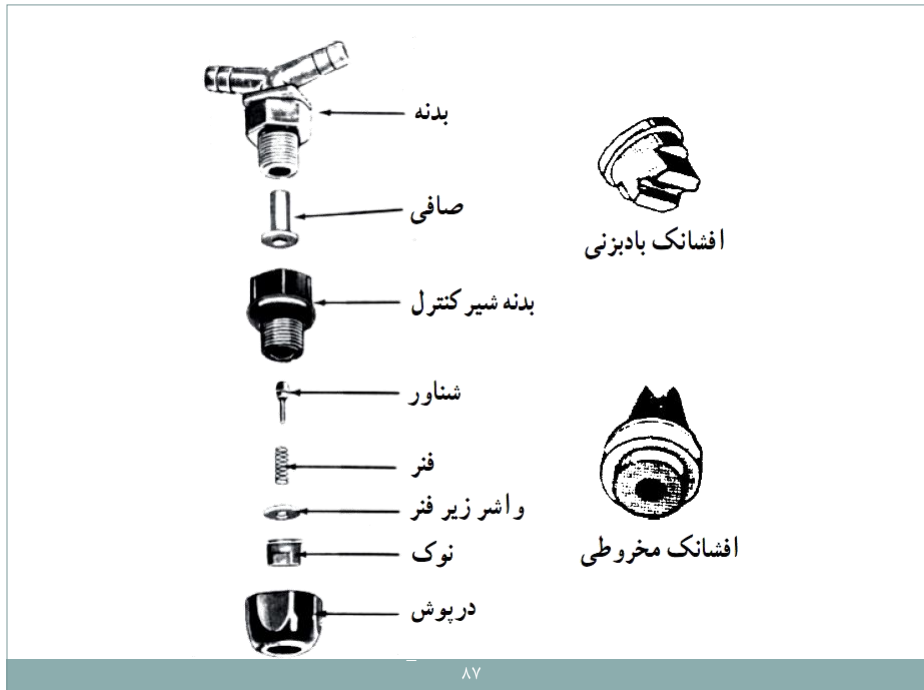 بدنه
صافی
افشانک بادبزنی
بدنه شیر کنترل
شناور
فنر
واشر زیر فنر
افشانک مخروطی
نوک
درپوش
۸۷